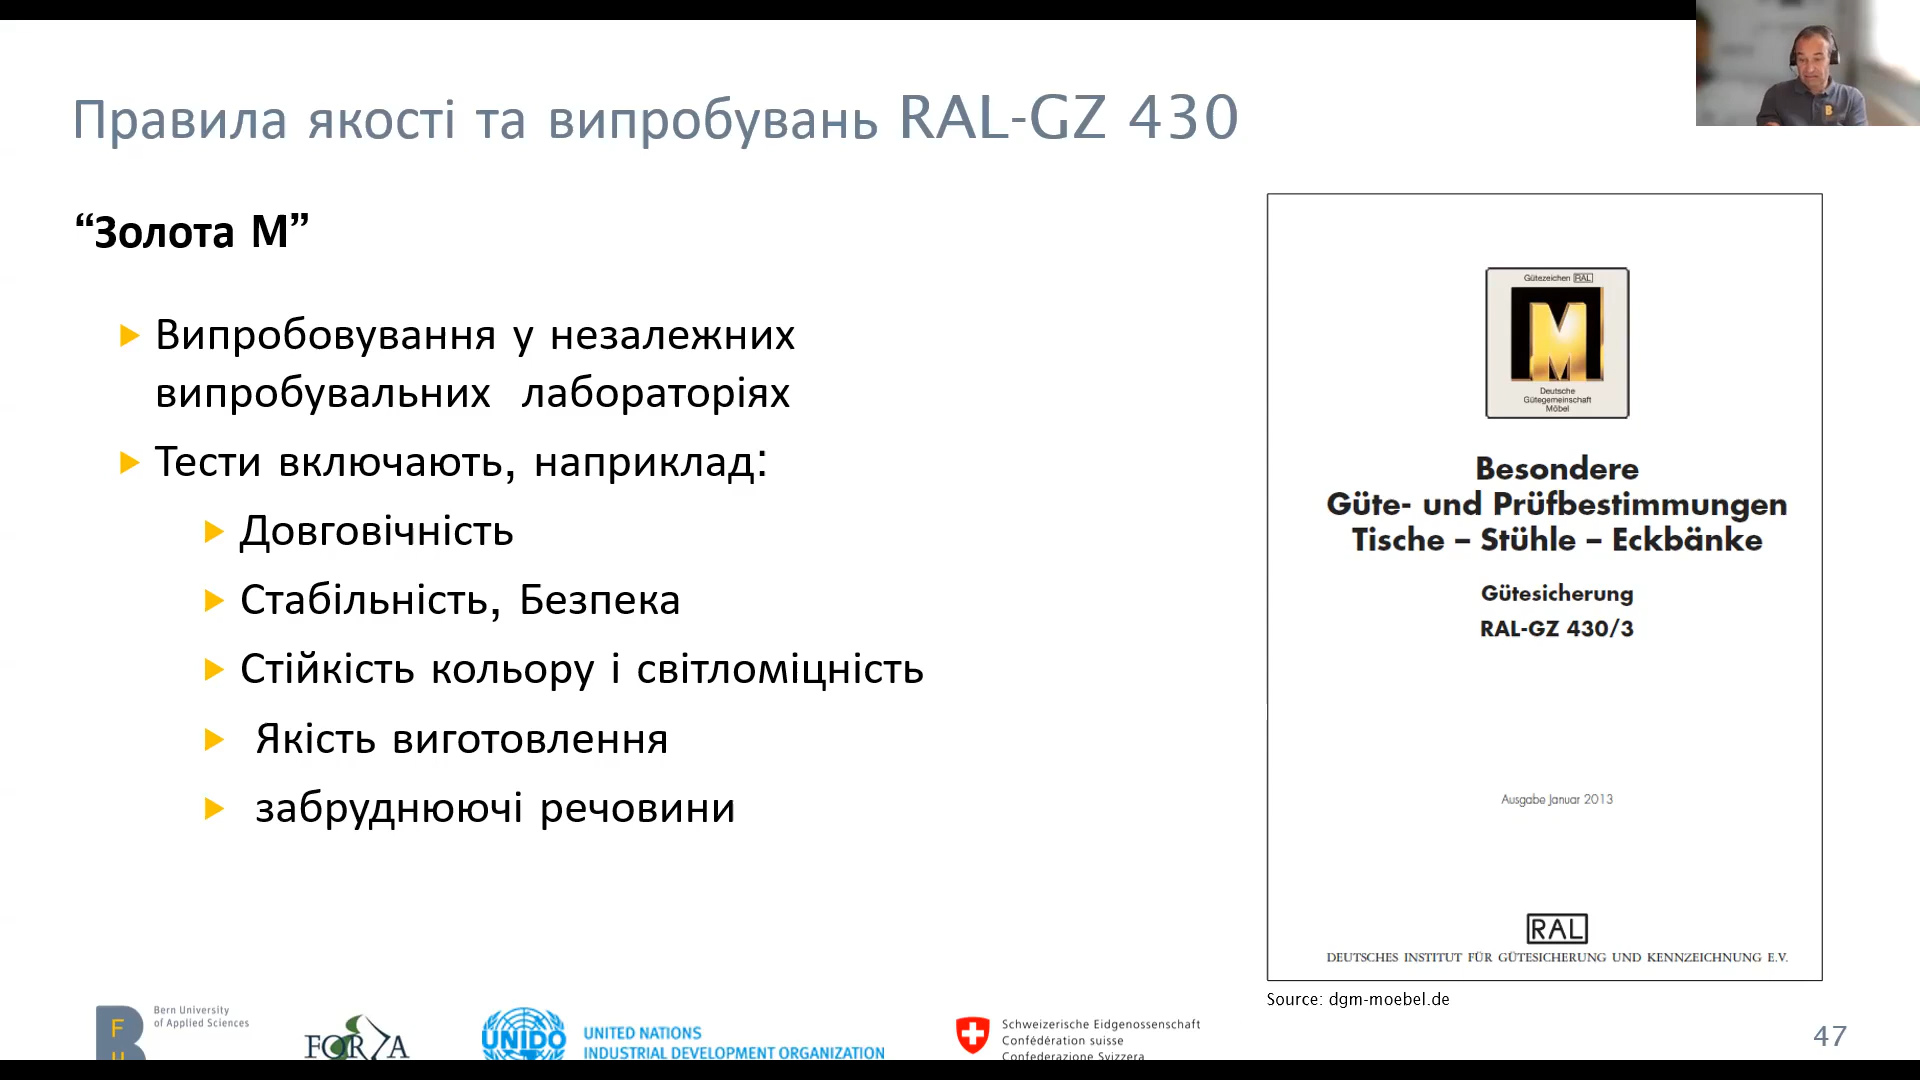 Правила якості та випробувань RAL-GZ 430
“Золота М”
Випробовування у незалежних
випробувальних лабораторіях
Тести включають, наприклад:
Довговічність
Стабільність, Безпека
Стійкість кольору і світломіцність
Якість виготовлення
забруднюючі речовини
Gütezeichen RAL
M
Deutsche
Gütegemeinschaft
Möbel
Besondere
Güte- und Prüfbestimmungen
Tische – Stühle – Eckbänke
Gütesicherung
RAL-GZ 430/3
Ausgabe Januar 2013
RAL
DEUTSCHES INSTITUT FÜR GÜTESICHERUNG UND KENNZEICHNUNG E.V.
Source: dgm-moebel.de
B
F
H
Bern University
of Applied Sciences
FORZA
UNIDO
UNITED NATIONS
INDUSTRIAL DEVELOPMENT ORGANIZATION
Schweizerische Eidgenossenschaft
Confédération suisse
Confederazione Svizzera
47